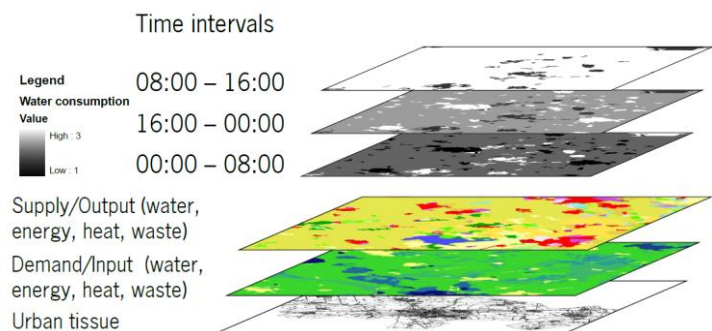 Time intervals
Legend
Water consumption
Value
High : 3
Low : 1
08:00 – 16:00
16:00 – 00:00
00:00 – 08:00
Supply/Output (water,
energy, heat, waste)
Demand/Input (water,
energy, heat, waste)
Urban tissue